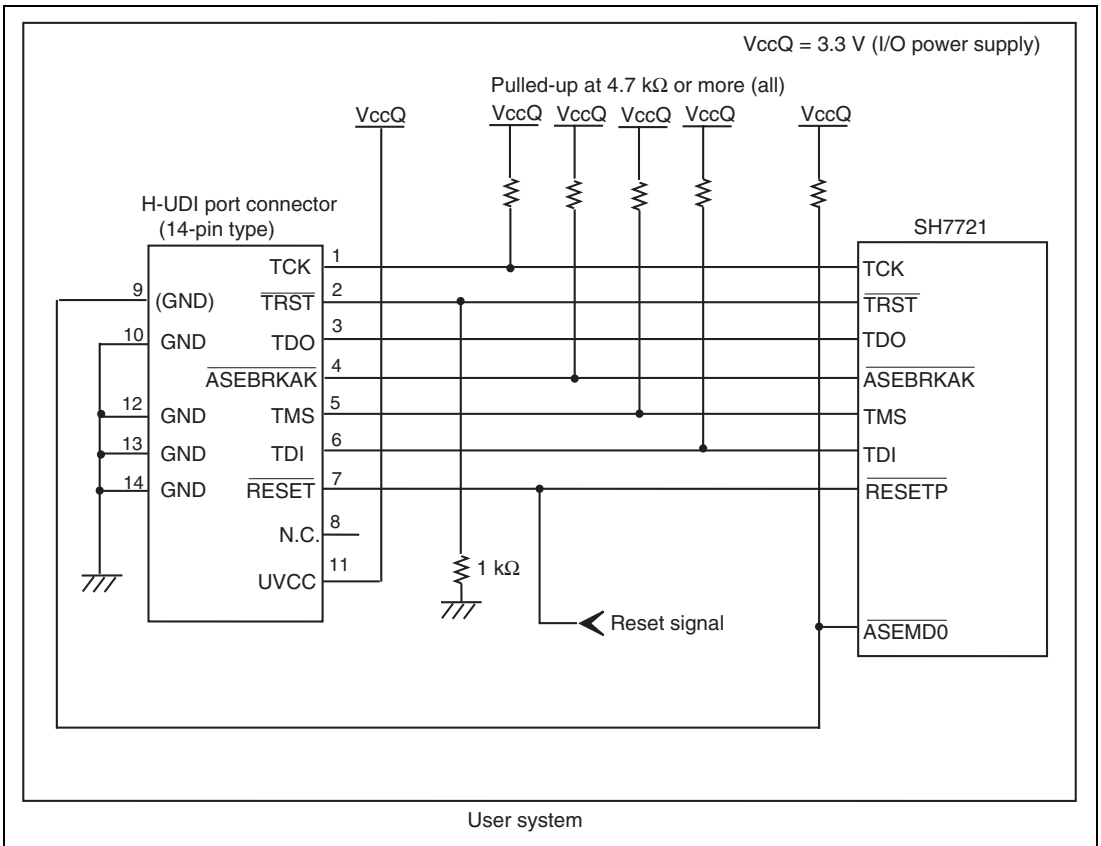 VccQ = 3.3 V (I/O power supply)
Pulled-up at 4.7 kΩ or more (all)
VccQ VccQ VccQ VccQ VccQ VccQ
H-UDI port connector
(14-pin type)
SH7721
TCK 1 TCK
9 (GND) TRST 2 TRST
10 GND TDO 3 TDO
ASEBRKAK 4 ASEBRKAK
12 GND TMS 5 TMS
13 GND TDI 6 TDI
14 GND RESET 7 RESETP
N.C. 8
UVCC 11
1 kΩ
Reset signal
ASEMD0
User system